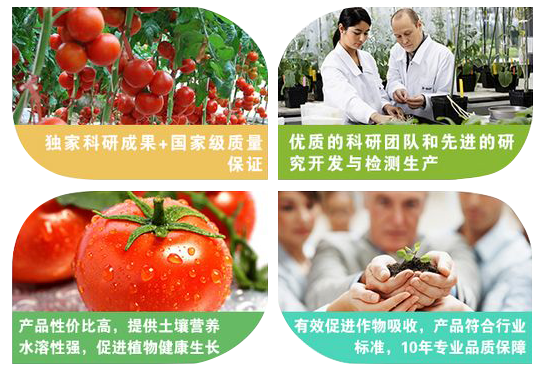 独家科研成果+国家级质量
保证
优质的科研团队和先进的研
究开发与检测生产
产品性价比高，提供土壤营养
水溶性强，促进植物健康生长
有效促进作物吸收，产品符合行业
标准，10年专业品质保障